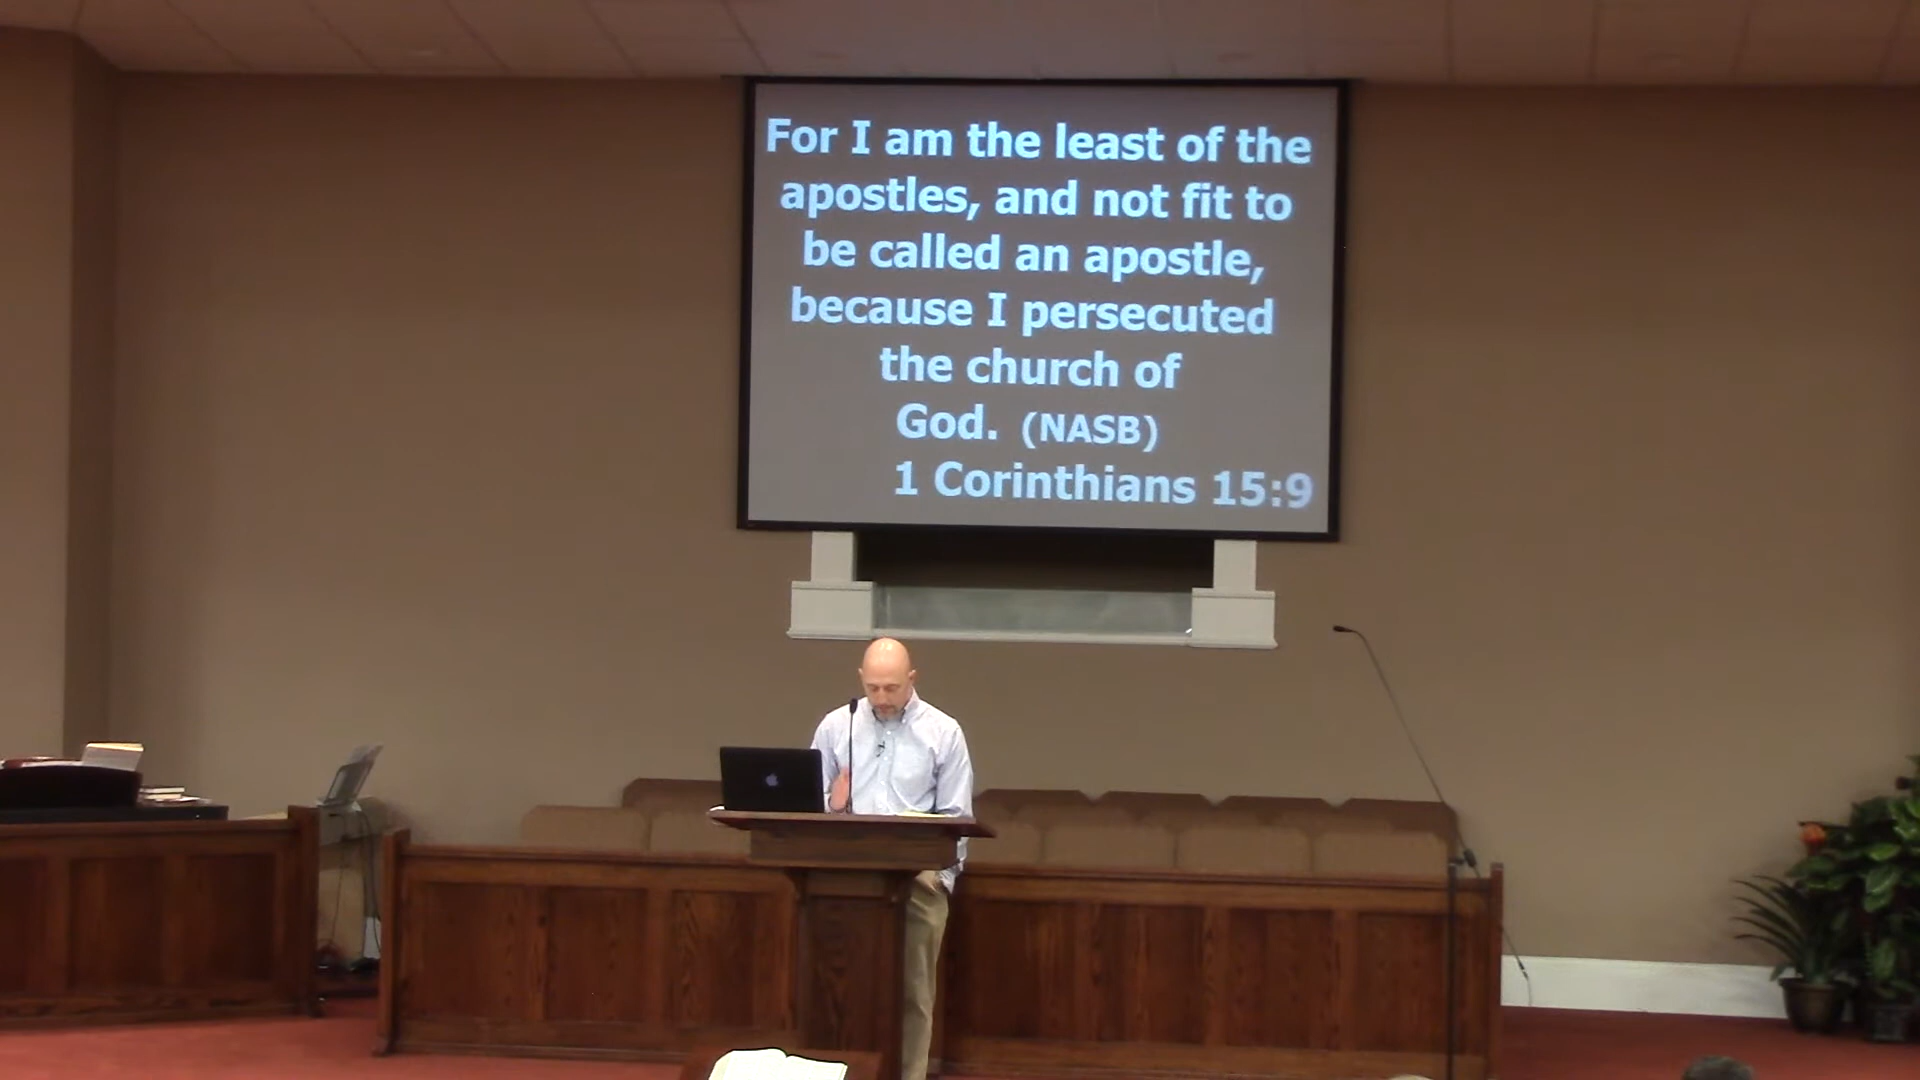 For I am the least of the
apostles, and not fit to
be called an apostle,
because I persecuted
the church of
God. (NASB)
1 Corinthians 15:9